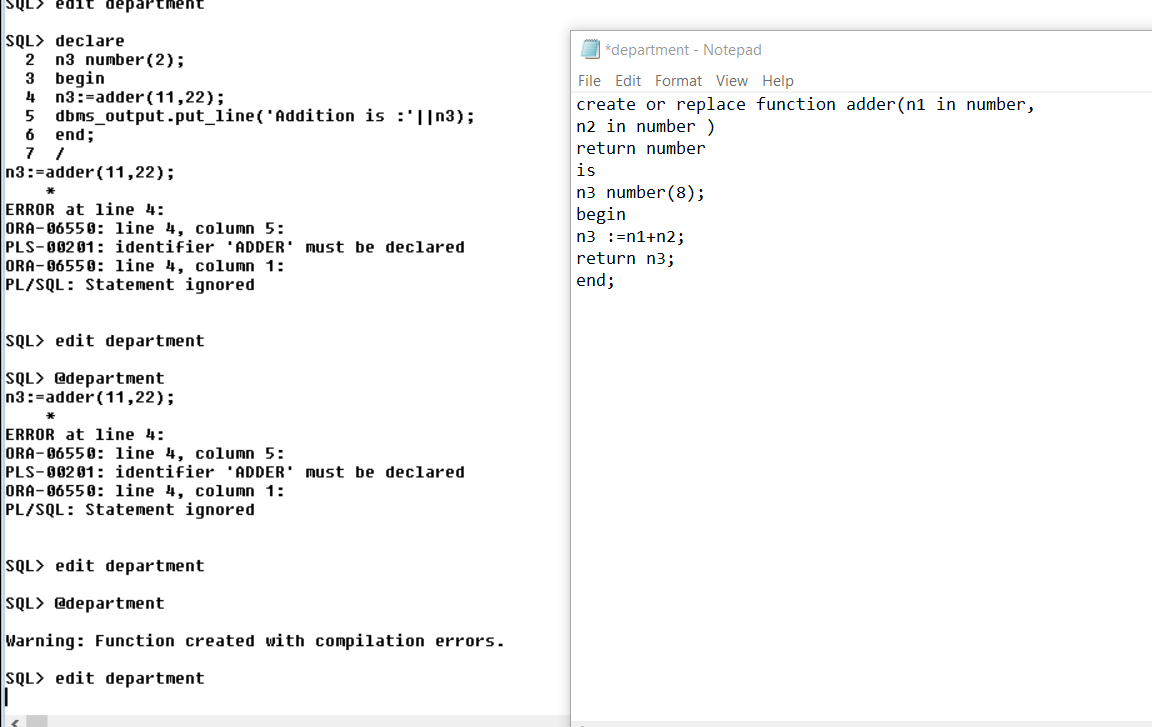 SQL> edit department
SQL> declare
2 n3 number(2);
3 begin
4 n3:=adder(11,22);
5 dbms_output.put_line('Addition is :'||n3);
6 end;
7 /
n3:=adder(11,22);
*
ERROR at line 4:
ORA-06550: line 4, column 5:
PLS-00201: identifier 'ADDER' must be declared
ORA-06550: line 4, column 1:
PL/SQL: Statement ignored
SQL> edit department
SQL> @department
n3:=adder(11,22);
*
ERROR at line 4:
ORA-06550: line 4, column 5:
PLS-00201: identifier 'ADDER' must be declared
ORA-06550: line 4, column 1:
PL/SQL: Statement ignored
SQL> edit department
SQL> @department
Warning: Function created with compilation errors.
SQL> edit department
*department - Notepad
File Edit Format View Help
create or replace function adder(n1 in number,
n2 in number )
return number
is
n3 number(8);
begin
n3 :=n1+n2;
return n3;
end;